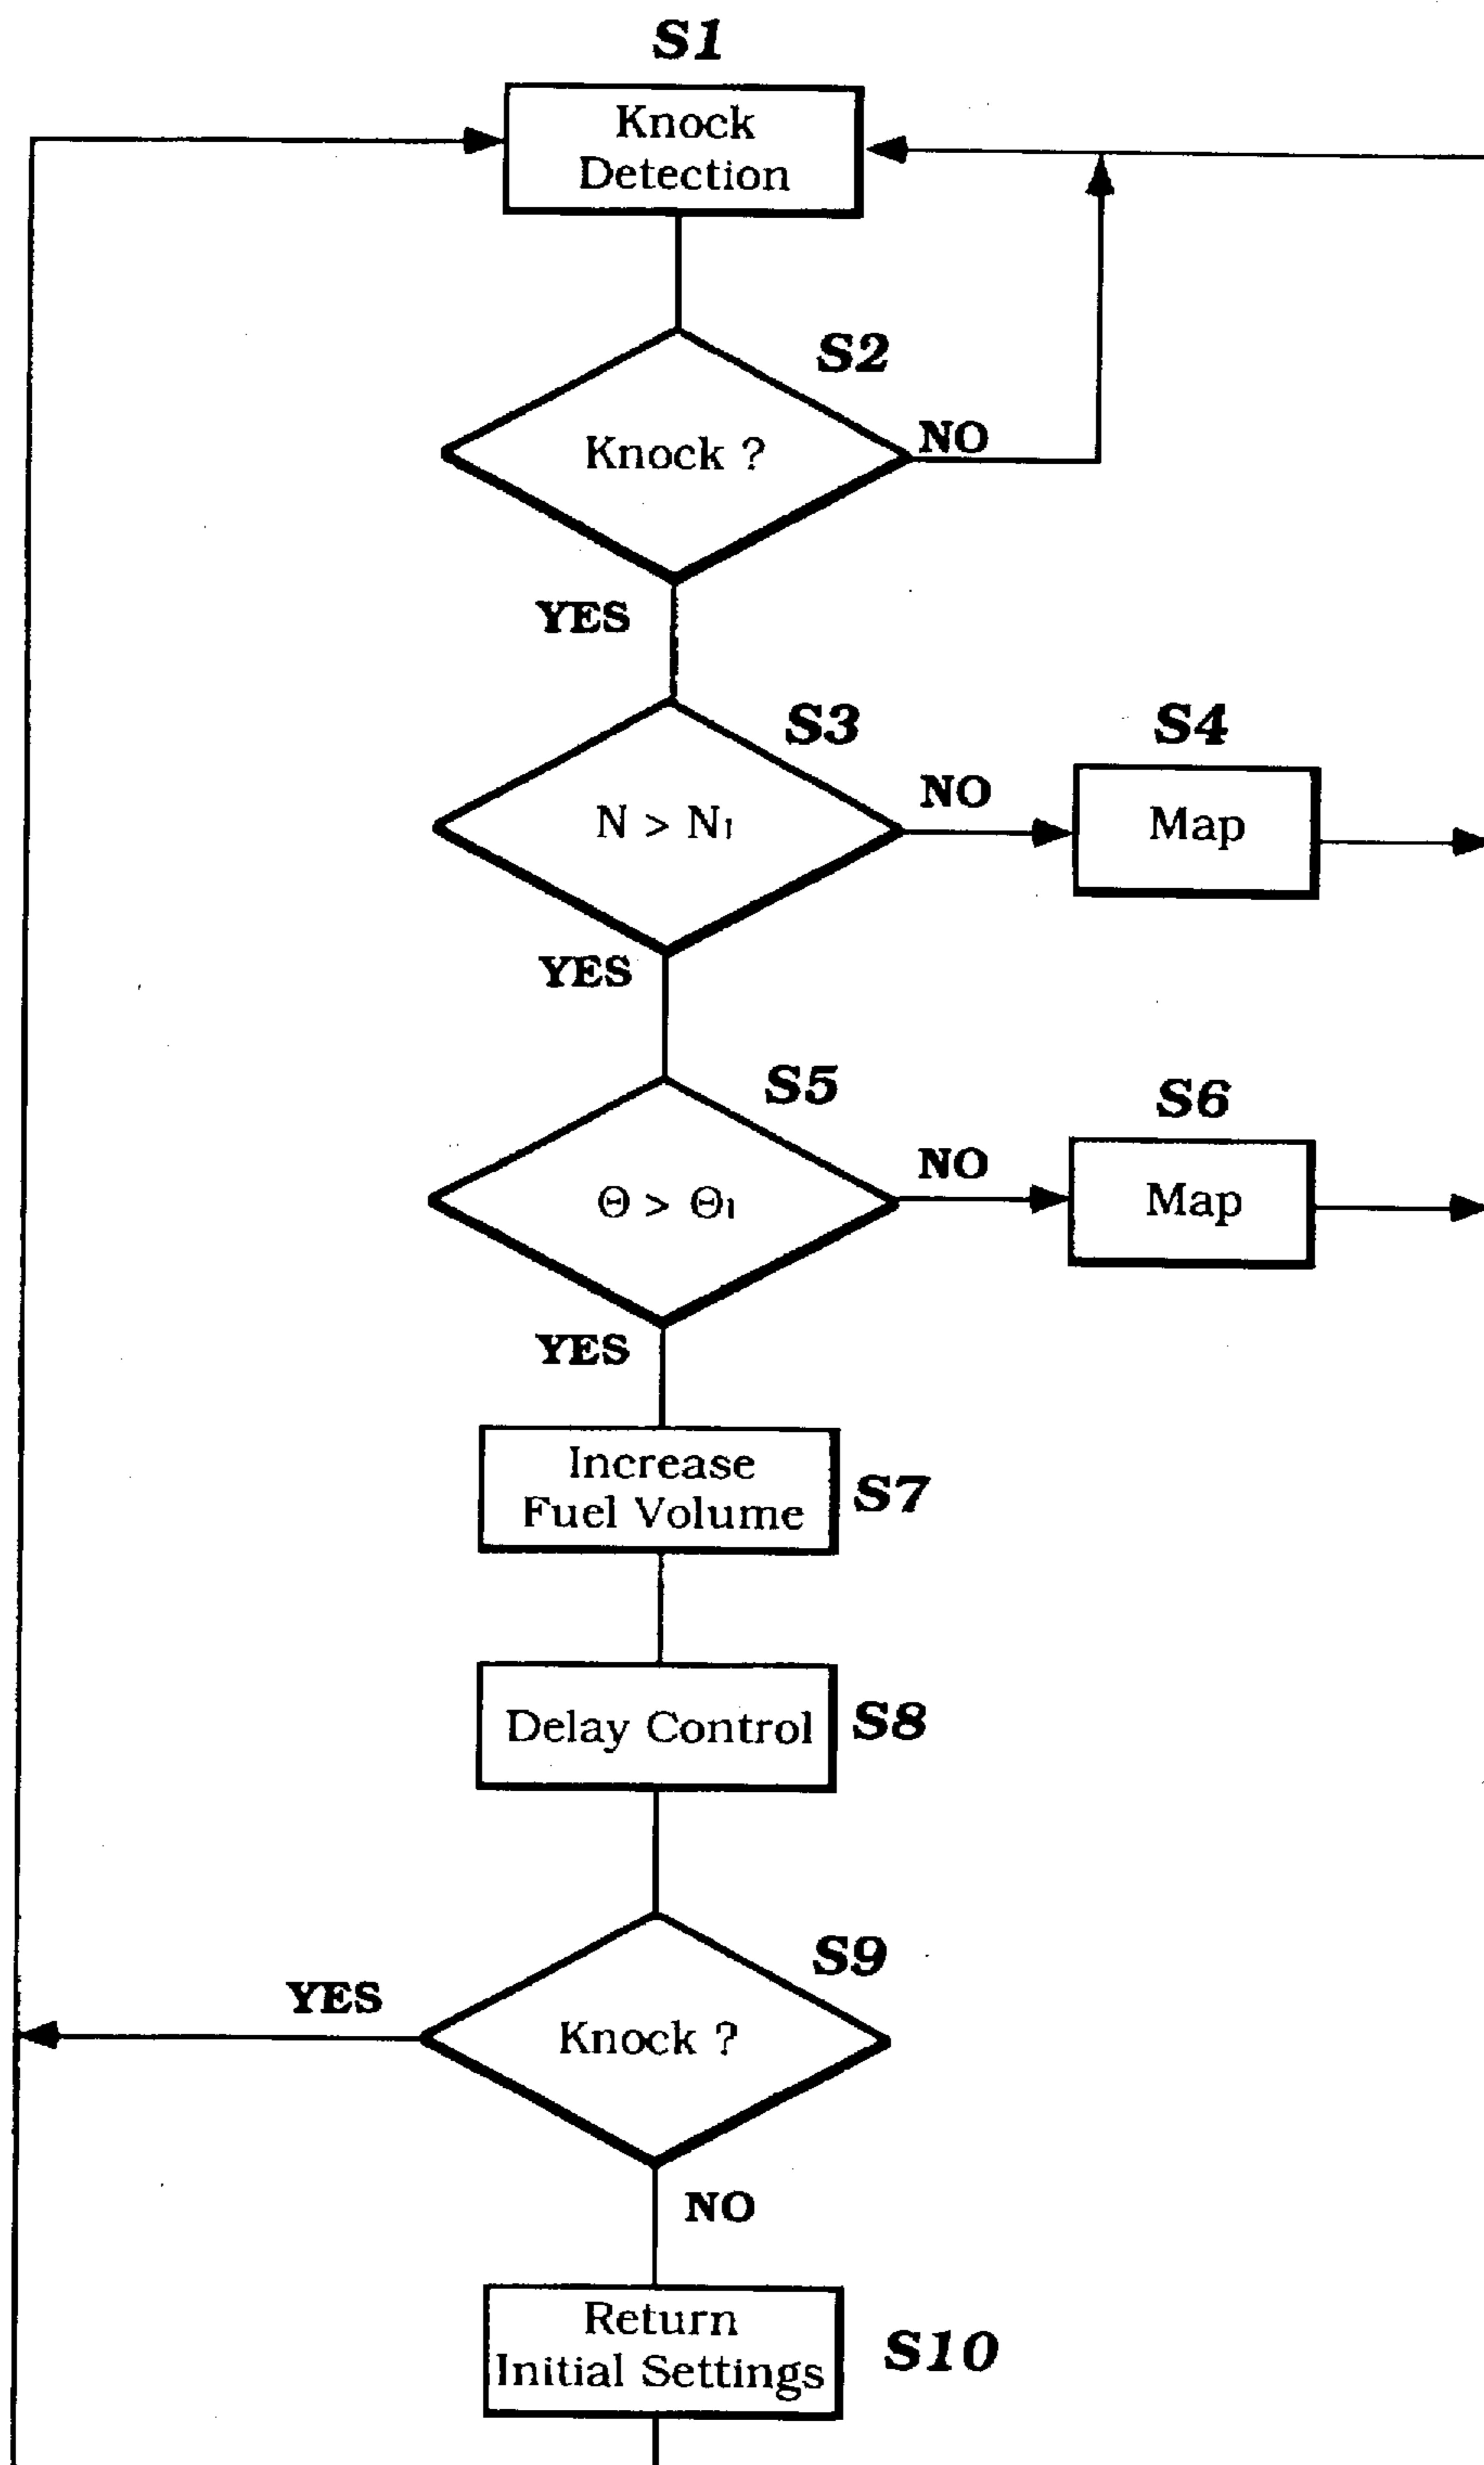 S1
Knock
Detection
S2
Knock ?
NO
YES
S3
N > N1
NO
S4
Map
YES
S5
Θ > Θ1
NO
S6
Map
YES
Increase
Fuel Volume
S7
Delay Control
S8
S9
YES
Knock ?
NO
Return
Initial Settings
S10